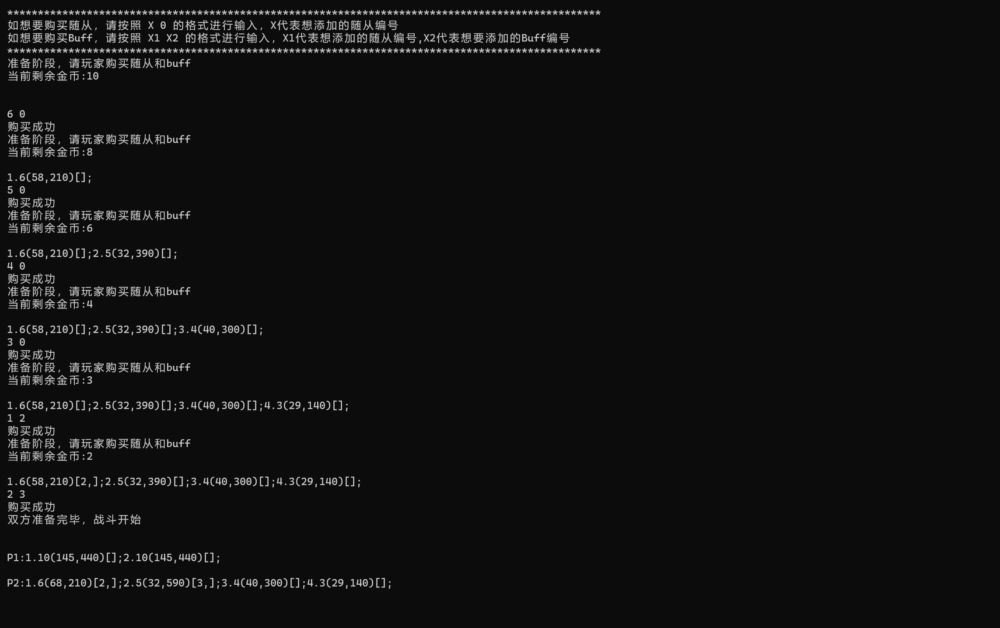 *************************************************************************************************
如想要购买随从，请按照 X 0 的格式进行输入，X代表想添加的随从编号
如想要购买Buff，请按照 X1 X2 的格式进行输入，X1代表想添加的随从编号,X2代表想要添加的Buff编号
*************************************************************************************************
准备阶段，请玩家购买随从和buff
当前剩余金币:10
6 0
购买成功
准备阶段，请玩家购买随从和buff
当前剩余金币:8
1.6(58,210)[];
5 0
购买成功
准备阶段，请玩家购买随从和buff
当前剩余金币:6
1.6(58,210)[];2.5(32,390)[];
4 0
购买成功
准备阶段，请玩家购买随从和buff
当前剩余金币:4
1.6(58,210)[];2.5(32,390)[];3.4(40,300)[];
3 0
购买成功
准备阶段，请玩家购买随从和buff
当前剩余金币:3
1.6(58,210)[];2.5(32,390)[];3.4(40,300)[];4.3(29,140)[];
1 2
购买成功
准备阶段，请玩家购买随从和buff
当前剩余金币:2
1.6(58,210)[2,];2.5(32,390)[];3.4(40,300)[];4.3(29,140)[];
2 3
购买成功
双方准备完毕，战斗开始
P1:1.10(145,440)[];2.10(145,440)[];
P2:1.6(68,210)[2,];2.5(32,590)[3,];3.4(40,300)[];4.3(29,140)[];